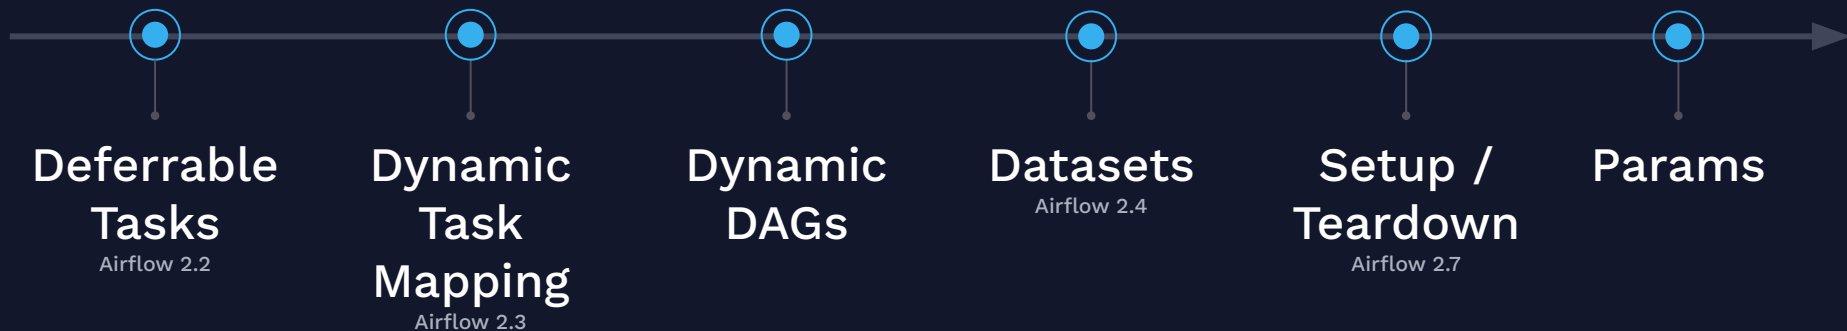 Deferrable
Tasks
Airflow 2.2
Dynamic
Task
Mapping
Airflow 2.3
Dynamic
DAGs
Datasets
Airflow 2.4
Setup /
Teardown
Airflow 2.7
Params